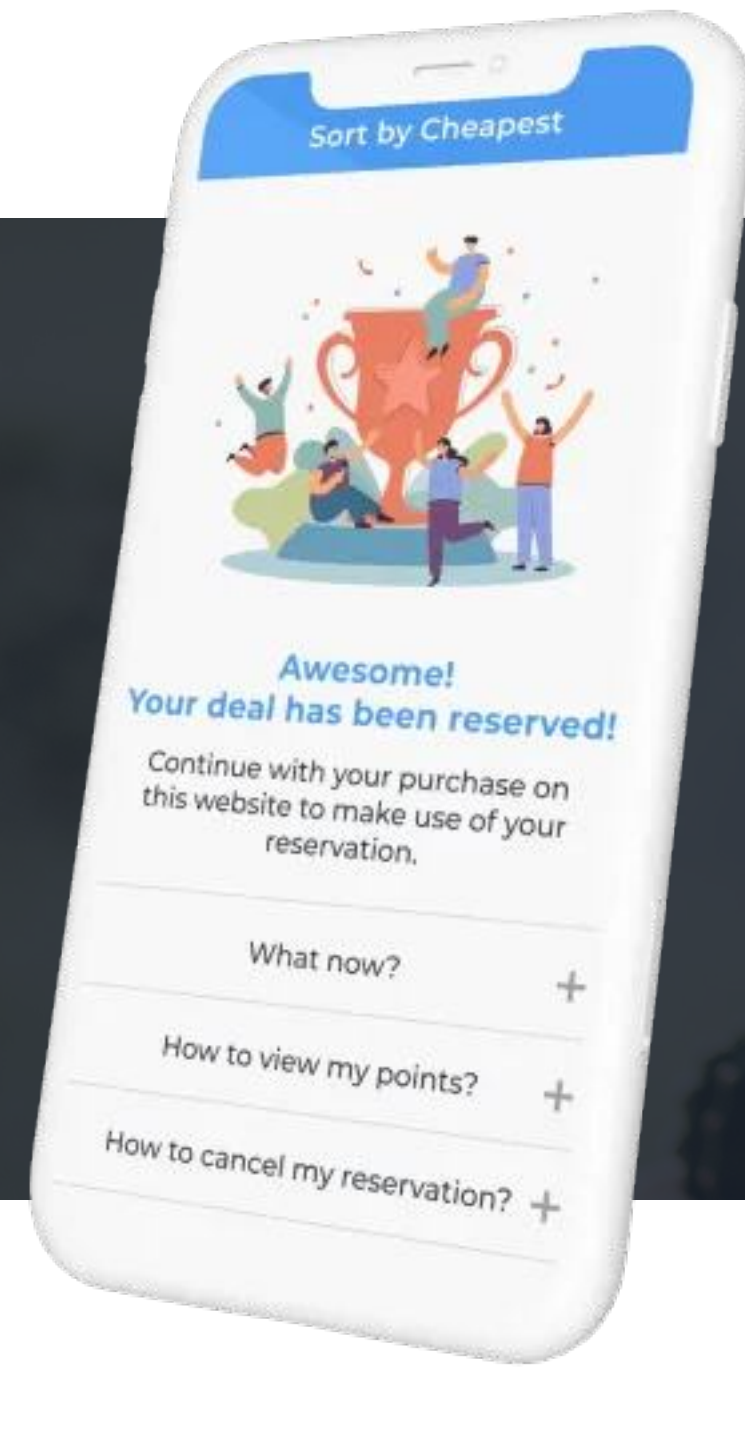 Sort by Cheapest
Awesome!
Your deal has been reserved!
Continue with your purchase on
this website to make use of your
reservation.
What now? +
How to view my points? +
How to cancel my reservation? +